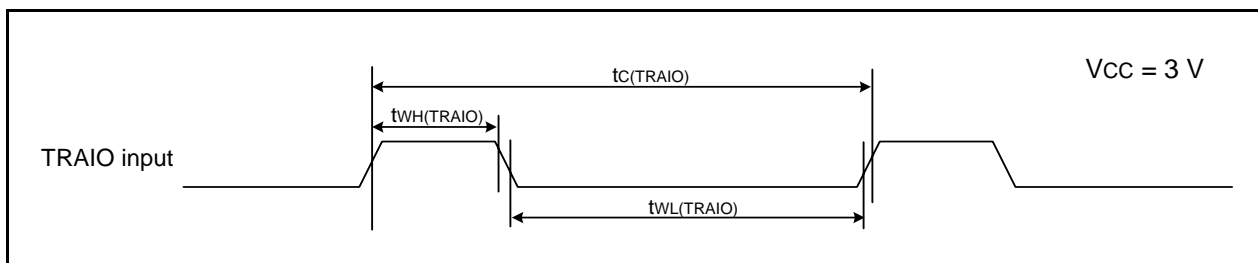 tC(TRAIO)
VCC = 3 V
tWH(TRAIO)
TRAIO input
tWL(TRAIO)